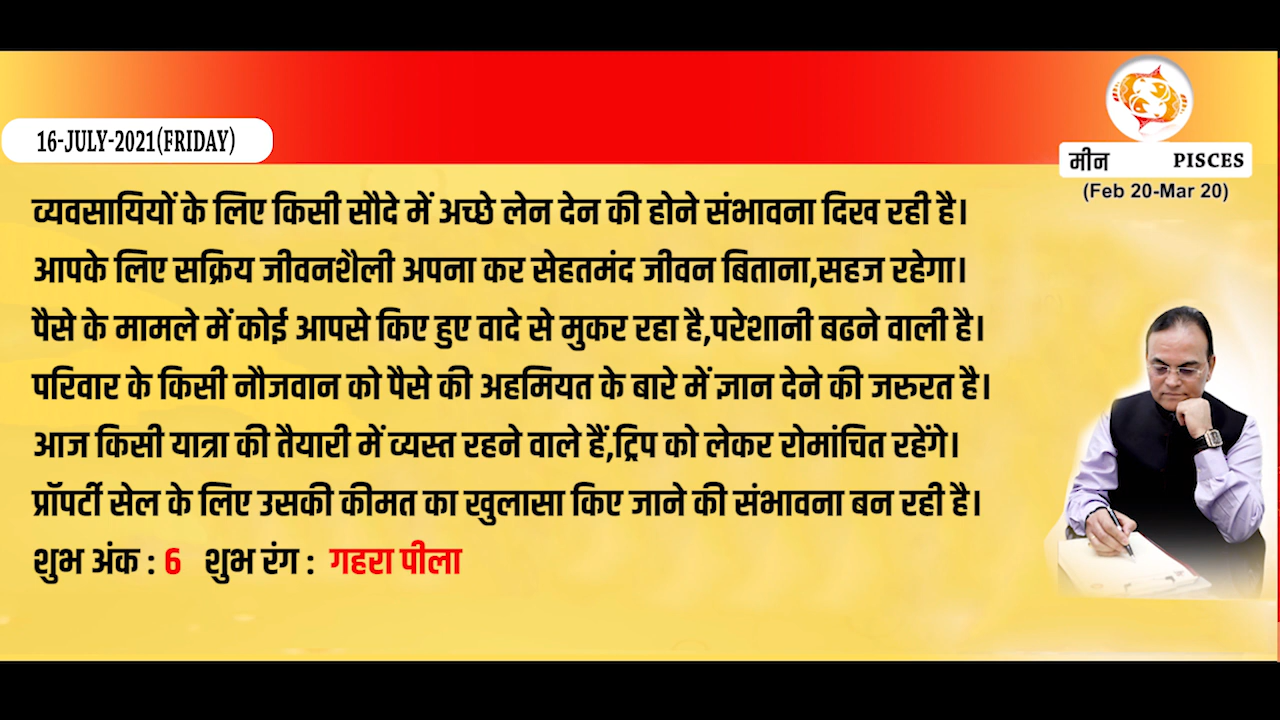 16-JULY-2021(FRIDAY)
मीन PISCES
(Feb 20-Mar 20)
व्यवसायियों के लिए किसी सौदे में अच्छे लेन देन की होने संभावना दिख रही है।
आपके लिए सक्रिय जीवनशैली अपना कर सेहतमंद जीवन बिताना,सहज रहेगा।
पैसे के मामले में कोई आपसे किए हुए वादे से मुकर रहा है,परेशानी बढने वाली है।
परिवार के किसी नौजवान को पैसे की अहमियत के बारे में ज्ञान देने की जरुरत है।
आज किसी यात्रा की तैयारी में व्यस्त रहने वाले हैं,ट्रिप को लेकर रोमांचित रहेंगे।
प्रॉपर्टी सेल के लिए उसकी कीमत का खुलासा किए जाने की संभावना बन रही है।
शुभ अंक : 6 शुभ रंग : गहरा पीला